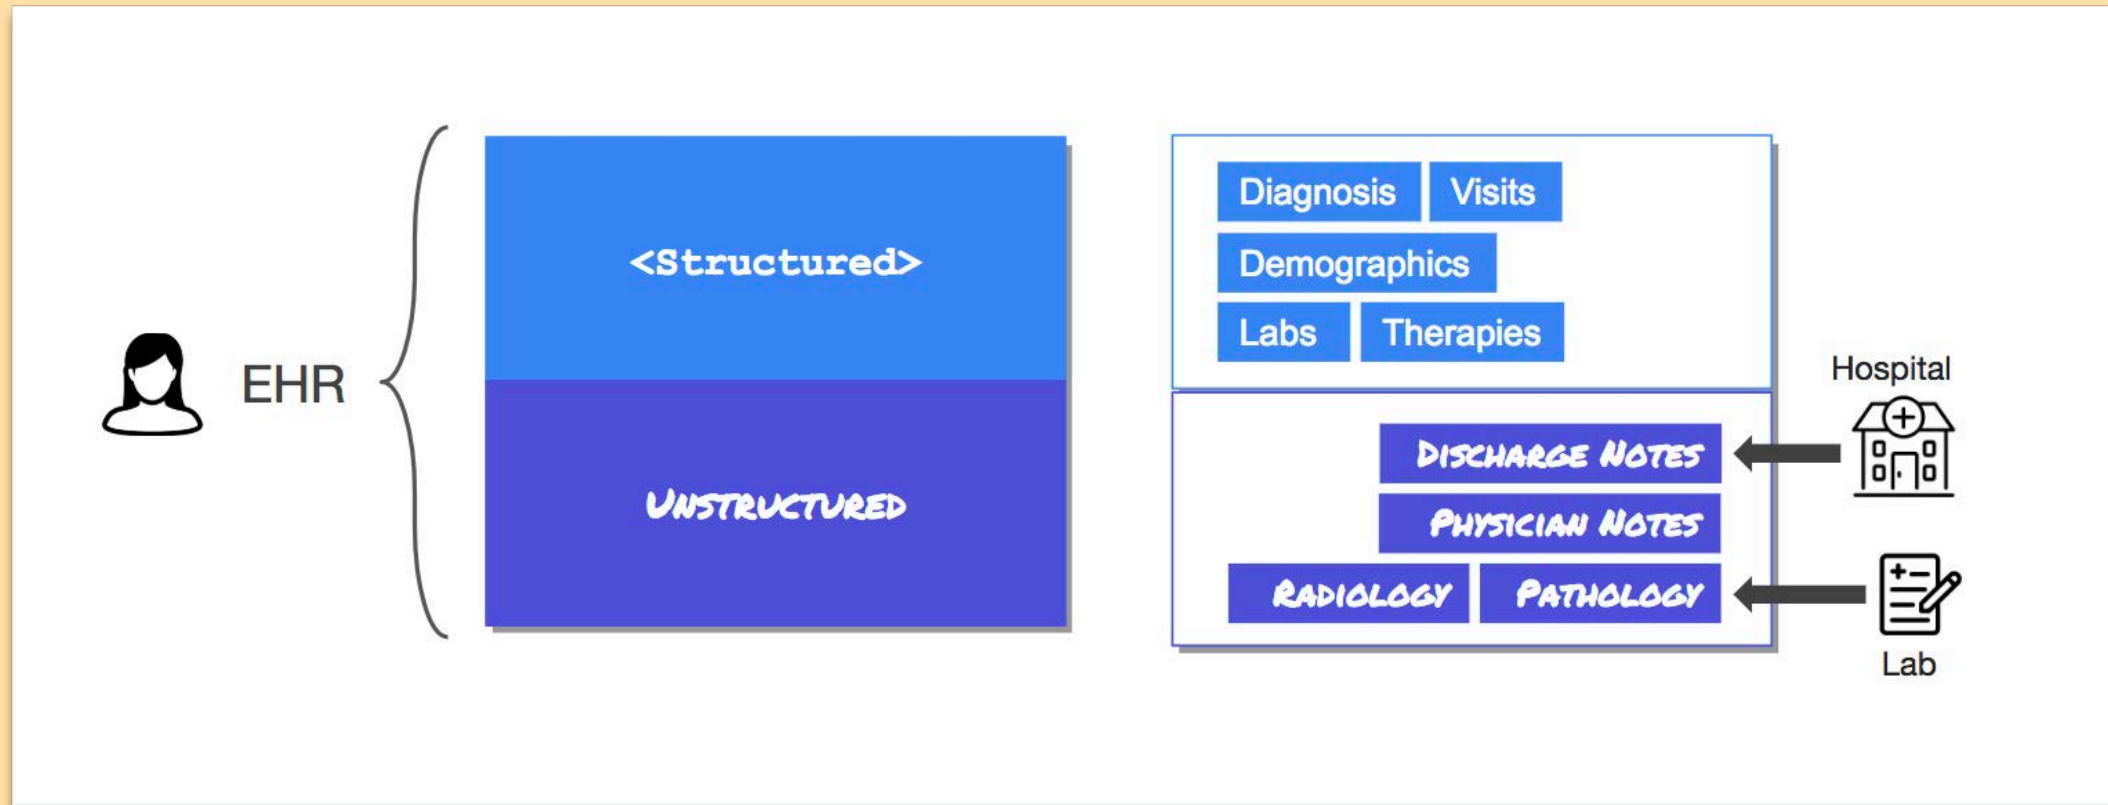 EHR
<Structured>
UNSTRUCTURED
Diagnosis Visits
Demographics
Labs Therapies
DISCHARGE NOTES
PHYSICIAN NOTES
RADIOLOGY PATHOLOGY
Hospital
Lab